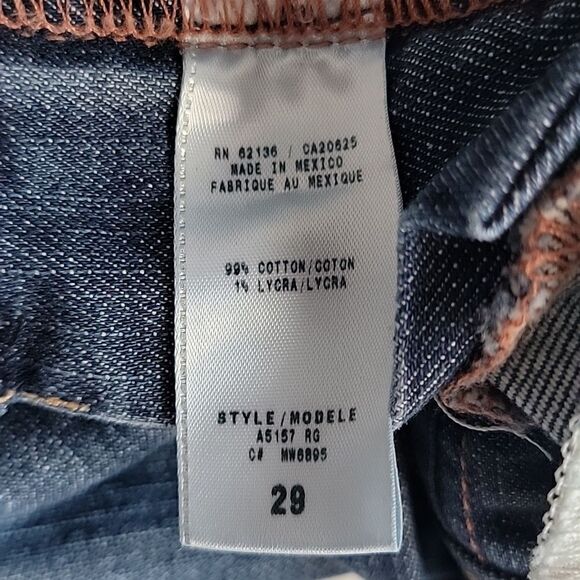 RN 62136 / CA20625
MADE IN MEXICO
FABRIQUE AU MEXIQUE
99% COTTON/COTON
1% LYCRA/LYCRA
STYLE/MODELE
A5157 RG
C# MW6895
29